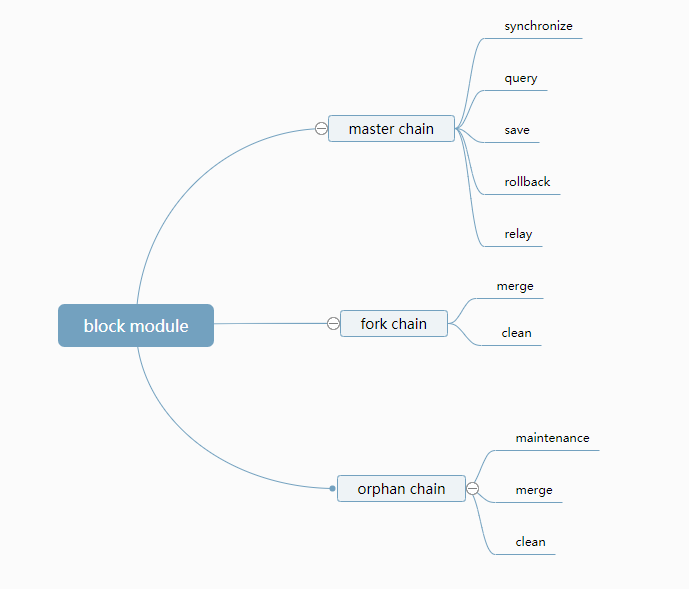 synchronize
query
save
rollback
relay
master chain
block module
fork chain
merge
clean
orphan chain
maintenance
merge
clean